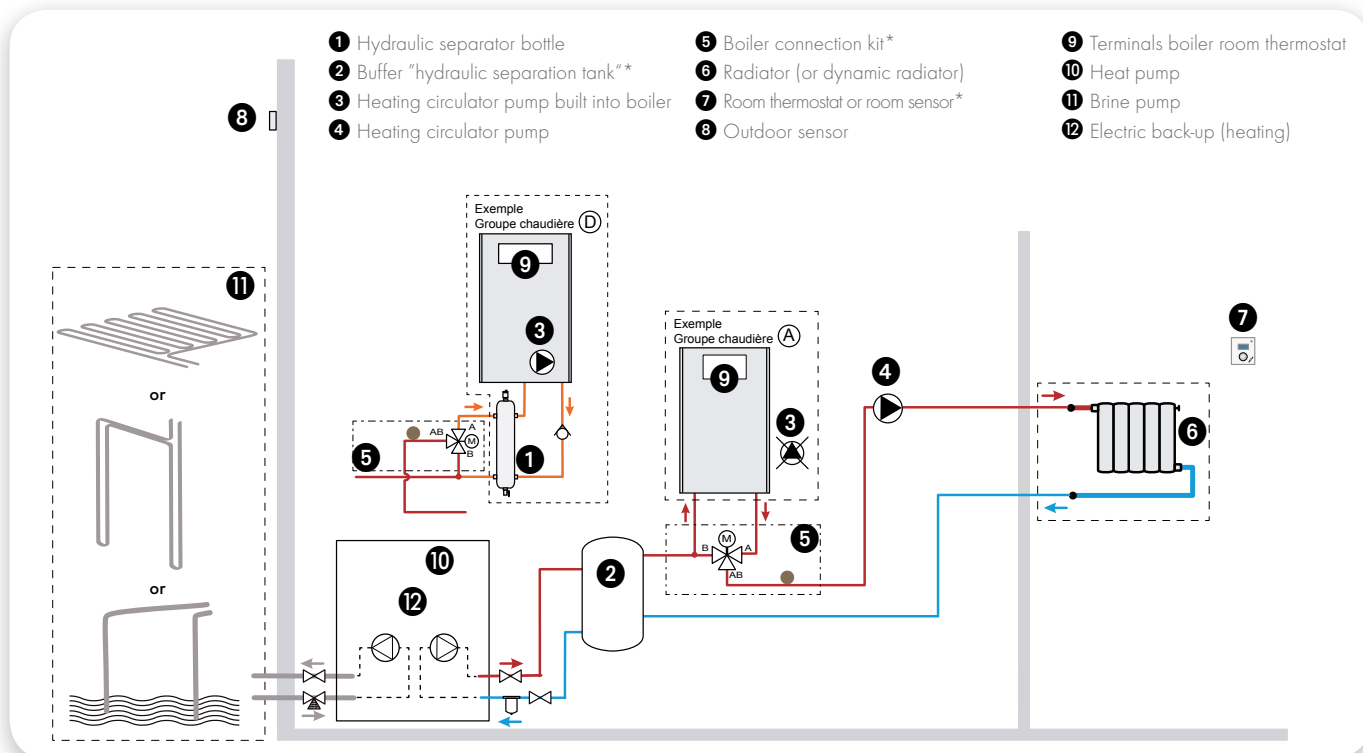 1 Hydraulic separator bottle
2 Buffer "hydraulic separation tank"*
3 Heating circulator pump built into boiler
4 Heating circulator pump
5 Boiler connection kit*
6 Radiator (or dynamic radiator)
7 Room thermostat or room sensor*
8 Outdoor sensor
9 Terminals boiler room thermostat
10 Heat pump
11 Brine pump
12 Electric back-up (heating)
8
Exemple
Groupe chaudière D
9
3
11
or
or
AB
A
M
B
5
1
Exemple
Groupe chaudière A
9
3
4
7
6
B
M
A
AB
5
2
10
12